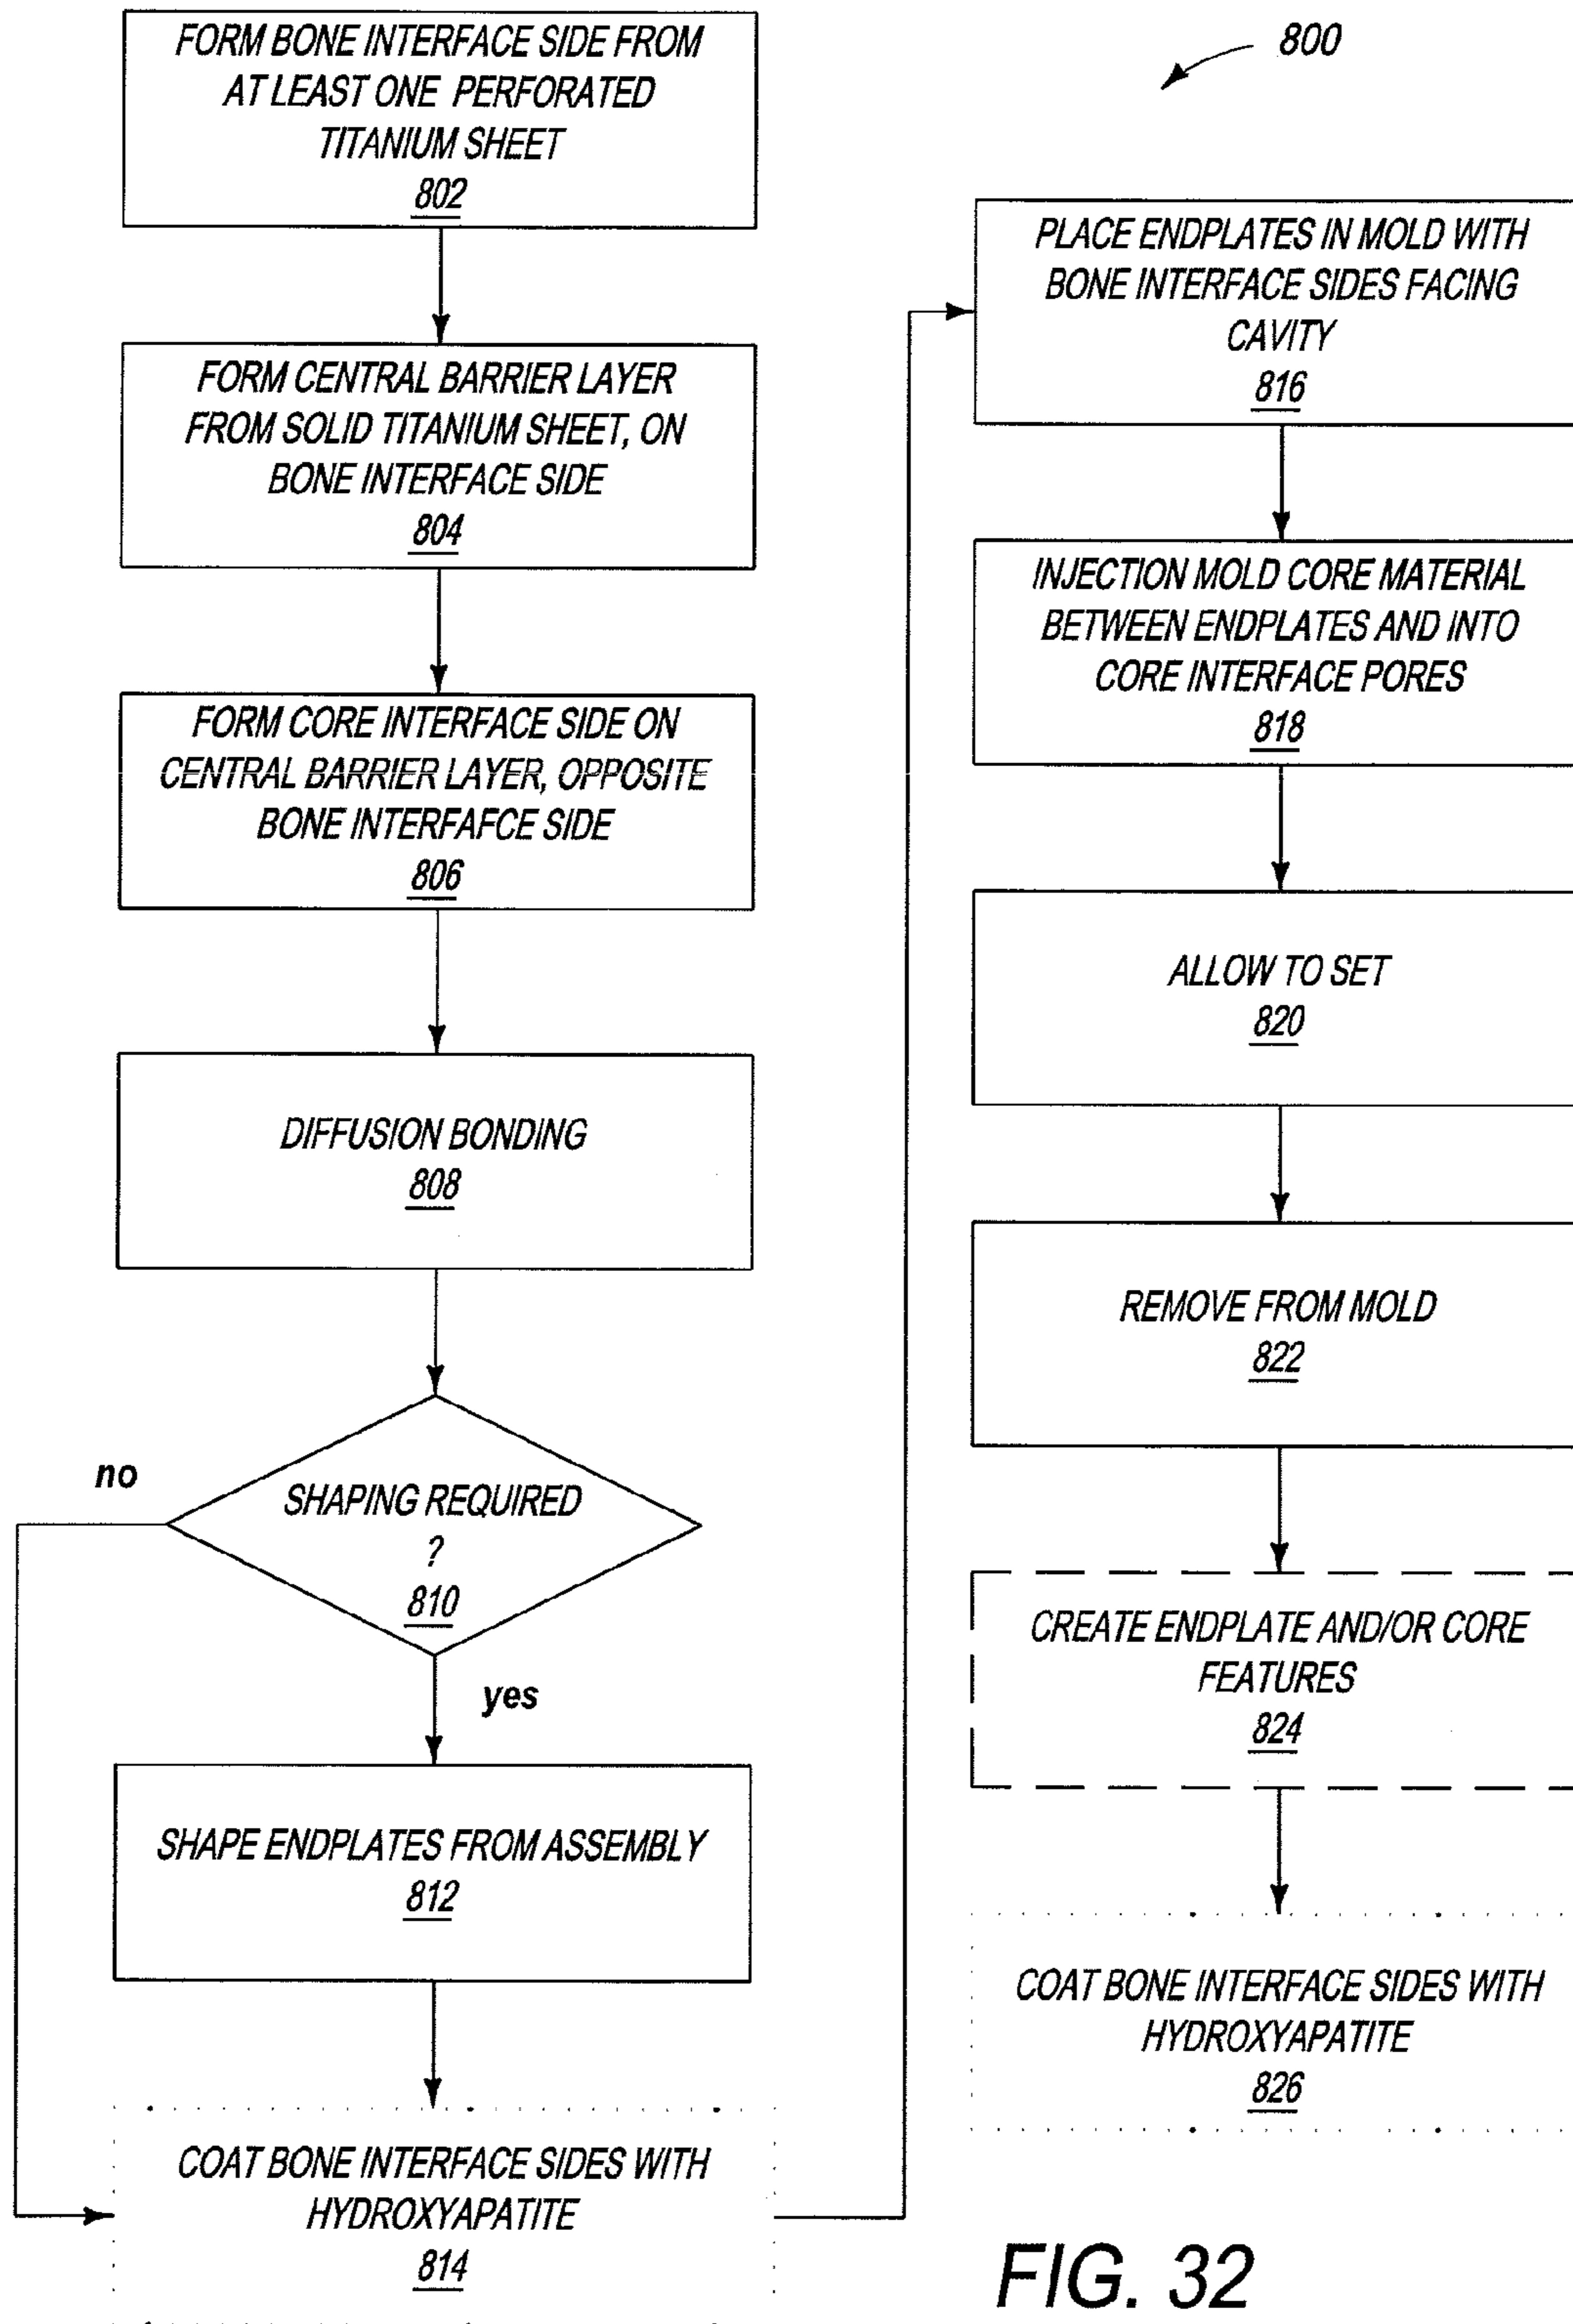 FORM BONE INTERFACE SIDE FROM
AT LEAST ONE PERFORATED
TITANIUM SHEET
802
FORM CENTRAL BARRIER LAYER
FROM SOLID TITANIUM SHEET, ON
BONE INTERFACE SIDE
804
FORM CORE INTERFACE SIDE ON
CENTRAL BARRIER LAYER, OPPOSITE
BONE INTERFAFCE SIDE
806
DIFFUSION BONDING
808
SHAPING REQUIRED
?
810
no
yes
SHAPE ENDPLATES FROM ASSEMBLY
812
COAT BONE INTERFACE SIDES WITH
HYDROXYAPATITE
814
800
PLACE ENDPLATES IN MOLD WITH
BONE INTERFACE SIDES FACING
CAVITY
816
INJECTION MOLD CORE MATERIAL
BETWEEN ENDPLATES AND INTO
CORE INTERFACE PORES
818
ALLOW TO SET
820
REMOVE FROM MOLD
822
CREATE ENDPLATE AND/OR CORE
FEATURES
824
COAT BONE INTERFACE SIDES WITH
HYDROXYAPATITE
826
FIG. 32